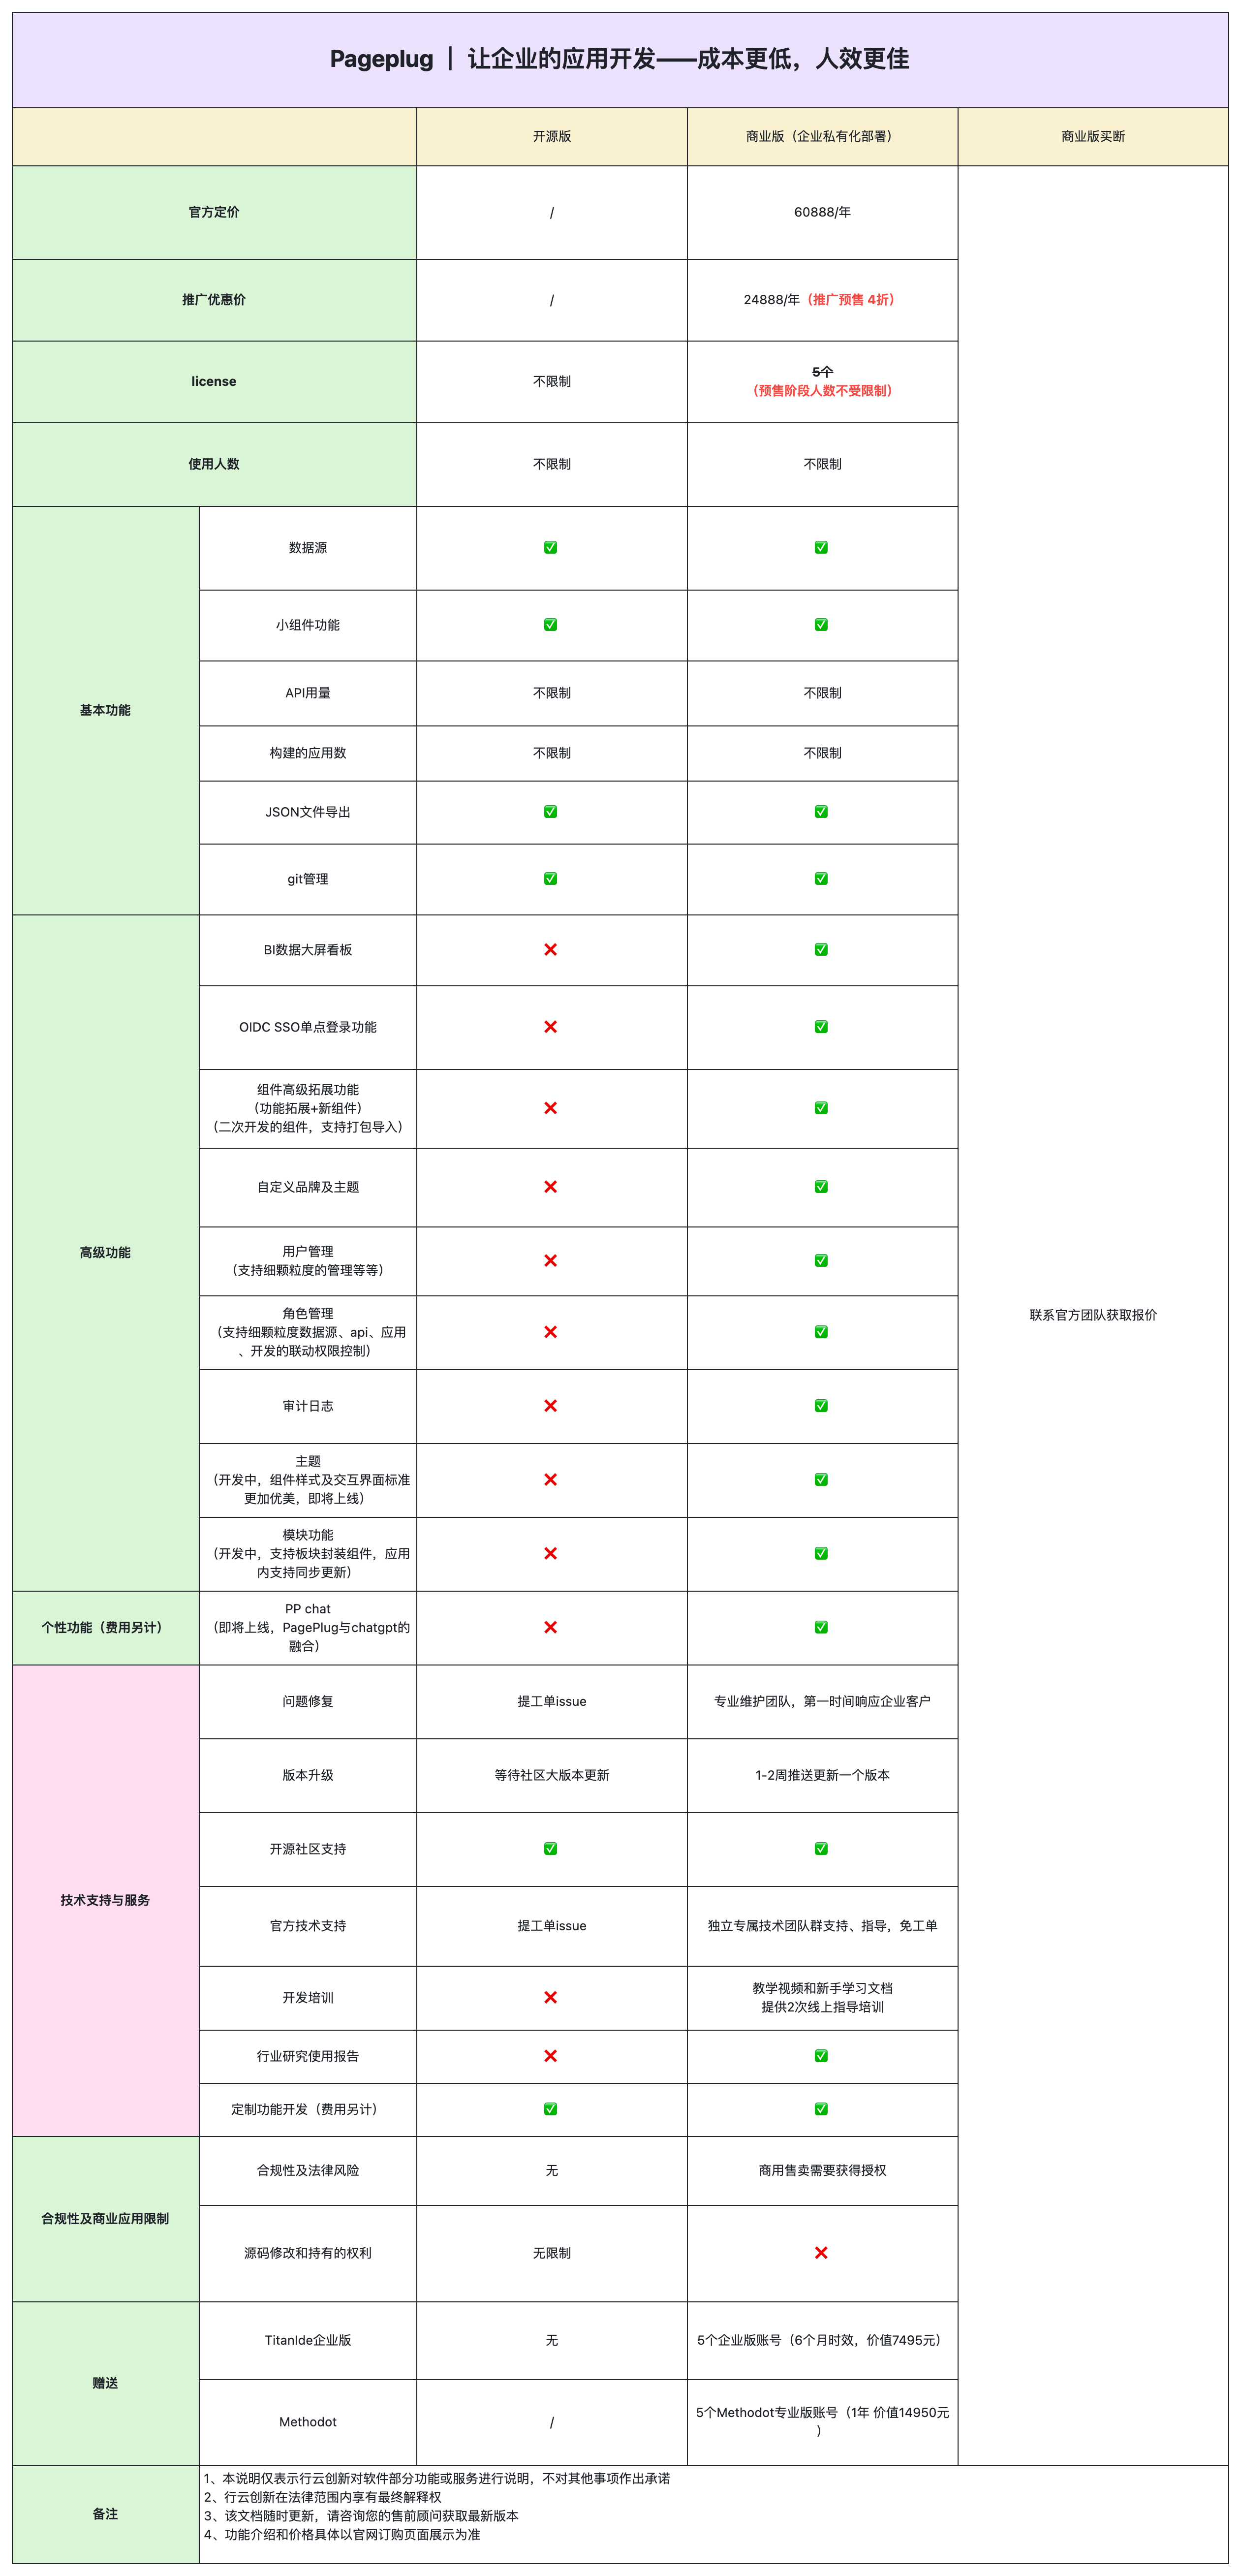 Pageplug ｜ 让企业的应用开发——成本更低，人效更佳
开源版
商业版（企业私有化部署）
商业版买断
官方定价
/
60888/年
推广优惠价
/
24888/年（推广预售 4折）
license
不限制
5个
（预售阶段人数不受限制）
使用人数
不限制
不限制
联系官方团队获取报价
基本功能
数据源
✅
✅
小组件功能
✅
✅
API用量
不限制
不限制
构建的应用数
不限制
不限制
JSON文件导出
✅
✅
git管理
✅
✅
高级功能
BI数据大屏看板
❌
✅
OIDC SSO单点登录功能
❌
✅
组件高级拓展功能
（功能拓展+新组件）
（二次开发的组件，支持打包导入）
❌
✅
自定义品牌及主题
❌
✅
用户管理
（支持细颗粒度的管理等等）
❌
✅
角色管理
（支持细颗粒度数据源、api、应用
、开发的联动权限控制）
❌
✅
审计日志
❌
✅
主题
（开发中，组件样式及交互界面标准
更加优美，即将上线）
❌
✅
模块功能
（开发中，支持板块封装组件，应用
内支持同步更新）
❌
✅
个性功能（费用另计）
PP chat
（即将上线，PagePlug与chatgpt的
融合）
❌
✅
技术支持与服务
问题修复
提工单issue
专业维护团队，第一时间响应企业客户
版本升级
等待社区大版本更新
1-2周推送更新一个版本
开源社区支持
✅
✅
官方技术支持
提工单issue
独立专属技术团队群支持、指导，免工单
开发培训
❌
教学视频和新手学习文档
提供2次线上指导培训
行业研究使用报告
❌
✅
定制功能开发（费用另计）
✅
✅
合规性及商业应用限制
合规性及法律风险
无
商用售卖需要获得授权
源码修改和持有的权利
无限制
❌
赠送
TitanIde企业版
无
5个企业版账号（6个月时效，价值7495元）
Methodot
/
5个Methodot专业版账号（1年 价值14950元
）
备注
1、本说明仅表示行云创新对软件部分功能或服务进行说明，不对其他事项作出承诺
2、行云创新在法律范围内享有最终解释权
3、该文档随时更新，请咨询您的售前顾问获取最新版本
4、功能介绍和价格具体以官网订购页面展示为准